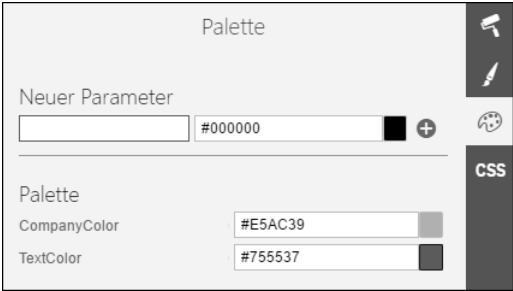 Palette
Neuer Parameter
#000000
CSS
Palette
CompanyColor #E5AC39
TextColor #755537